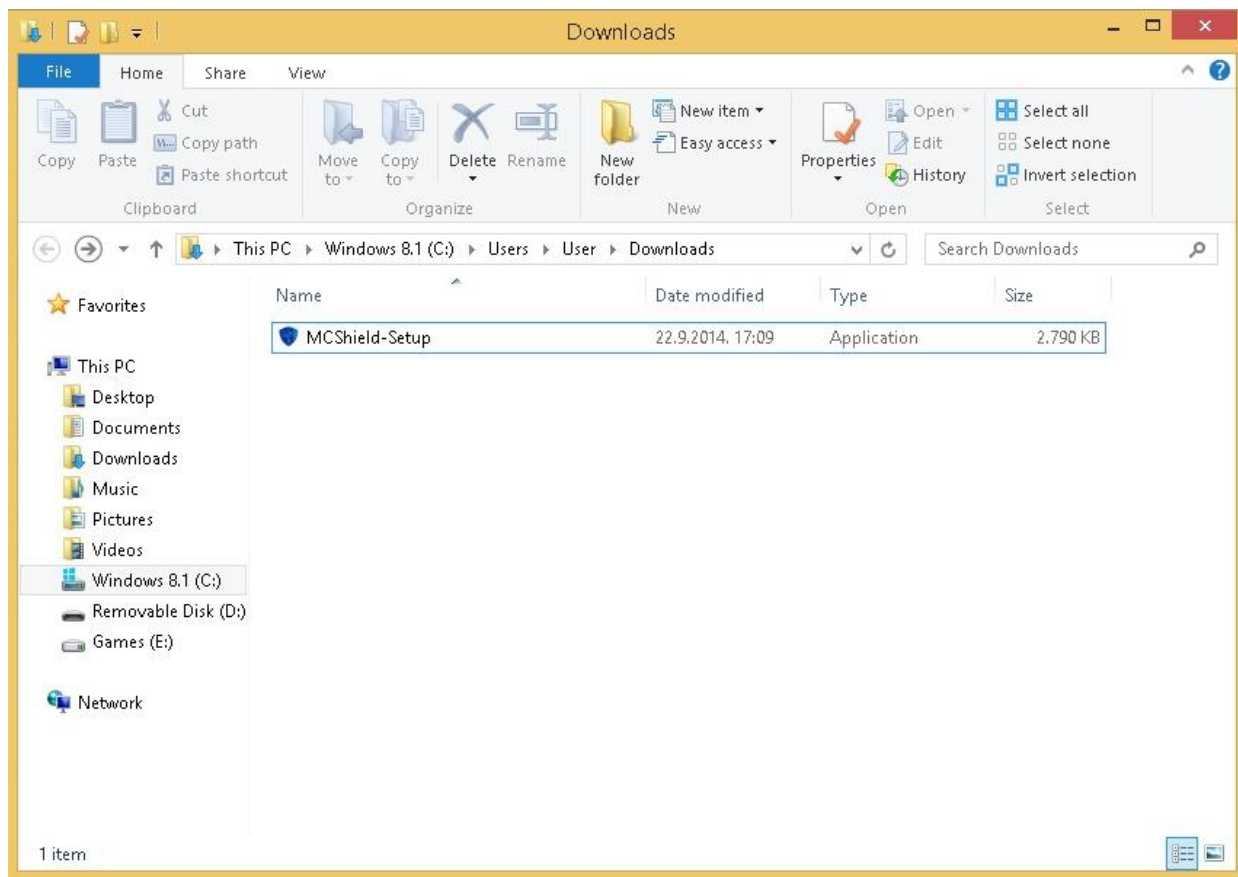 Downloads
File Home Share View
Cut New item Open Select all
Copy path Easy access Edit Select none
Copy Paste Paste shortcut Move to Copy to Delete Rename New folder Properties History Invert selection
Clipboard Organize New Open Select
This PC Windows 8.1 (C:) Users User Downloads Search Downloads
Name Date modified Type Size
Favorites
MCShield-Setup 22.9.2014. 17:09 Application 2.790 KB
This PC
Desktop
Documents
Downloads
Music
Pictures
Videos
Windows 8.1 (C:)
Removable Disk (D:)
Games (E:)
Network
1 item